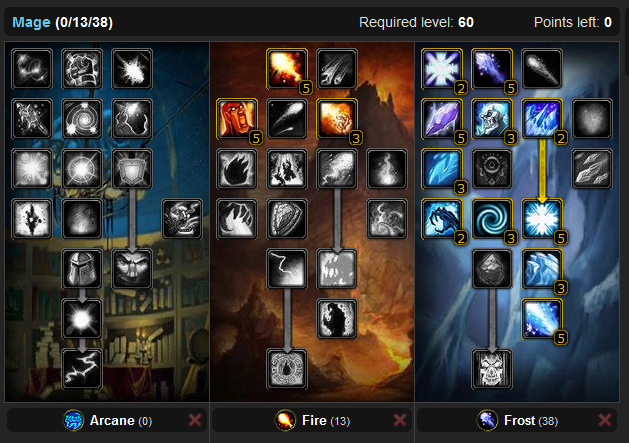 Mage (0/13/38) Required level: 60 Points left: 0
5 2 5
5 3 5 3 2
3
2 3 5
3
5
Arcane (0) Fire (13) Frost (38)